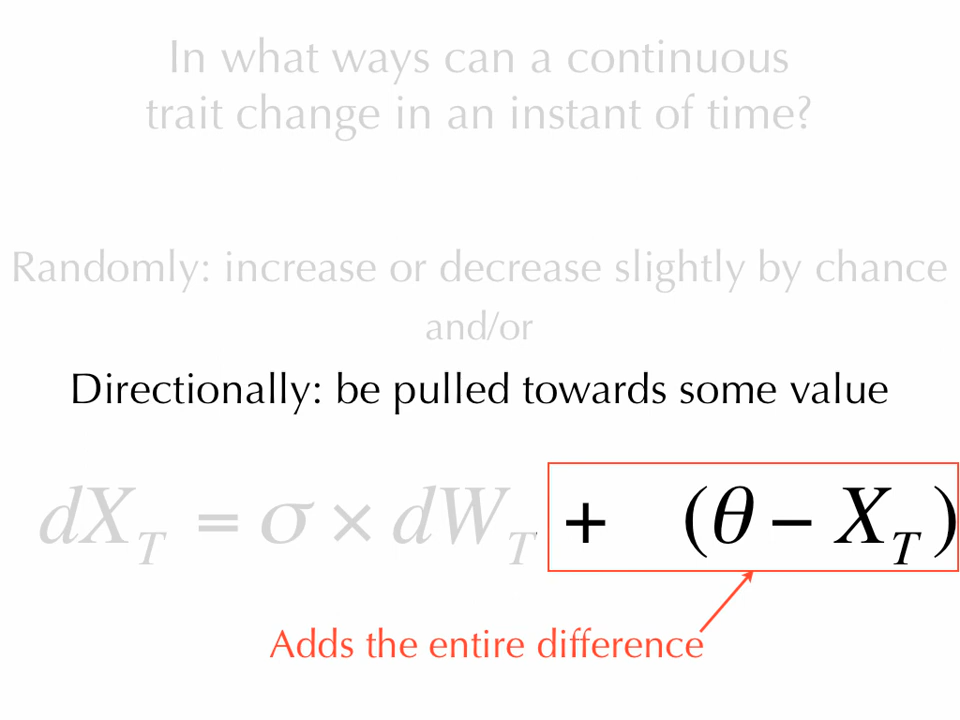 In what ways can a continuous
trait change in an instant of time?
Randomly: increase or decrease slightly by chance
and/or
Directionally: be pulled towards some value
dX_T = σ × dW_T + (θ − X_T)
Adds the entire difference